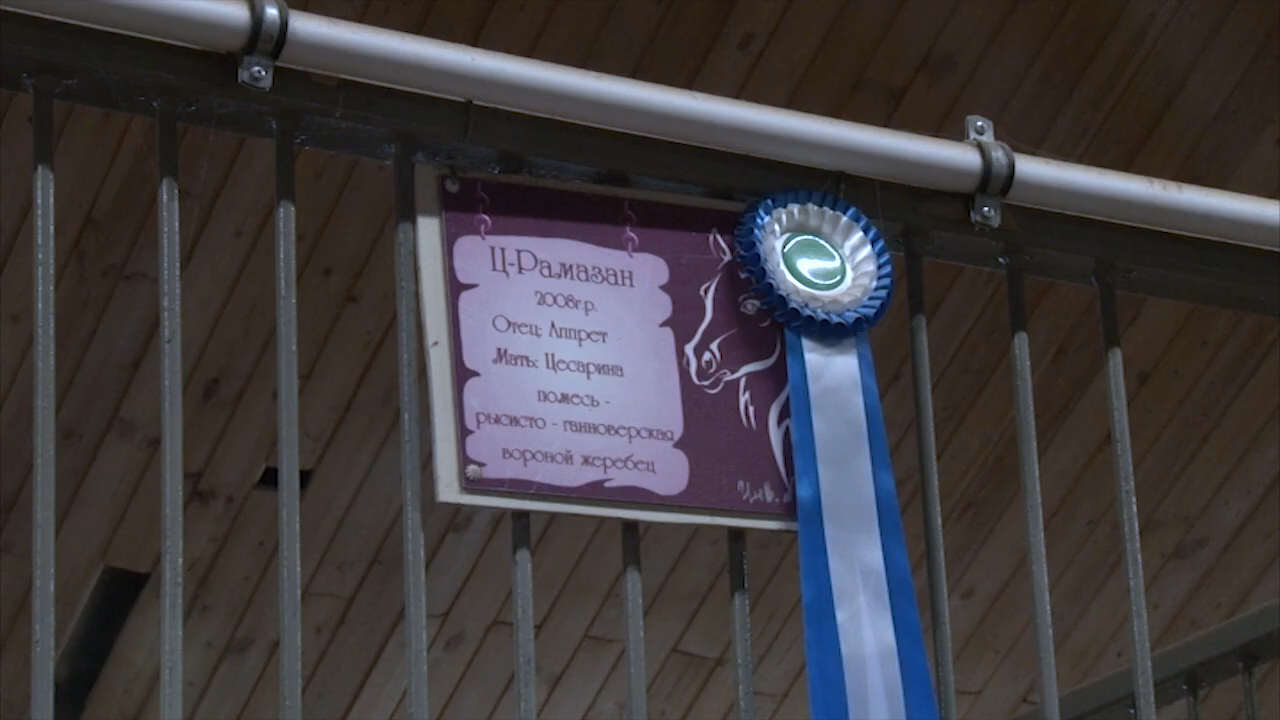 Ц-Рамазан
2008г.р.
Отец: Аппрет
Мать: Цесарина
помесь -
рысисто - ганноверская
вороной жеребец